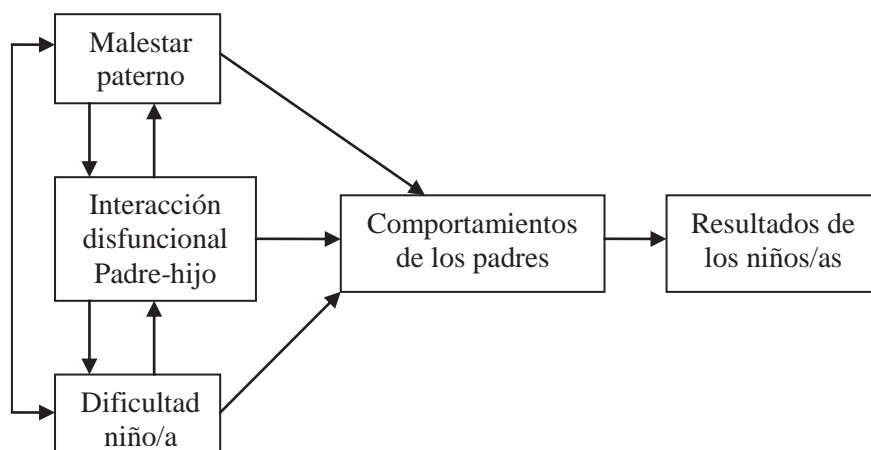 Malestar
paterno
Interacción
disfuncional
Padre-hijo
Comportamientos
de los padres
Resultados de
los niños/as
Dificultad
niño/a